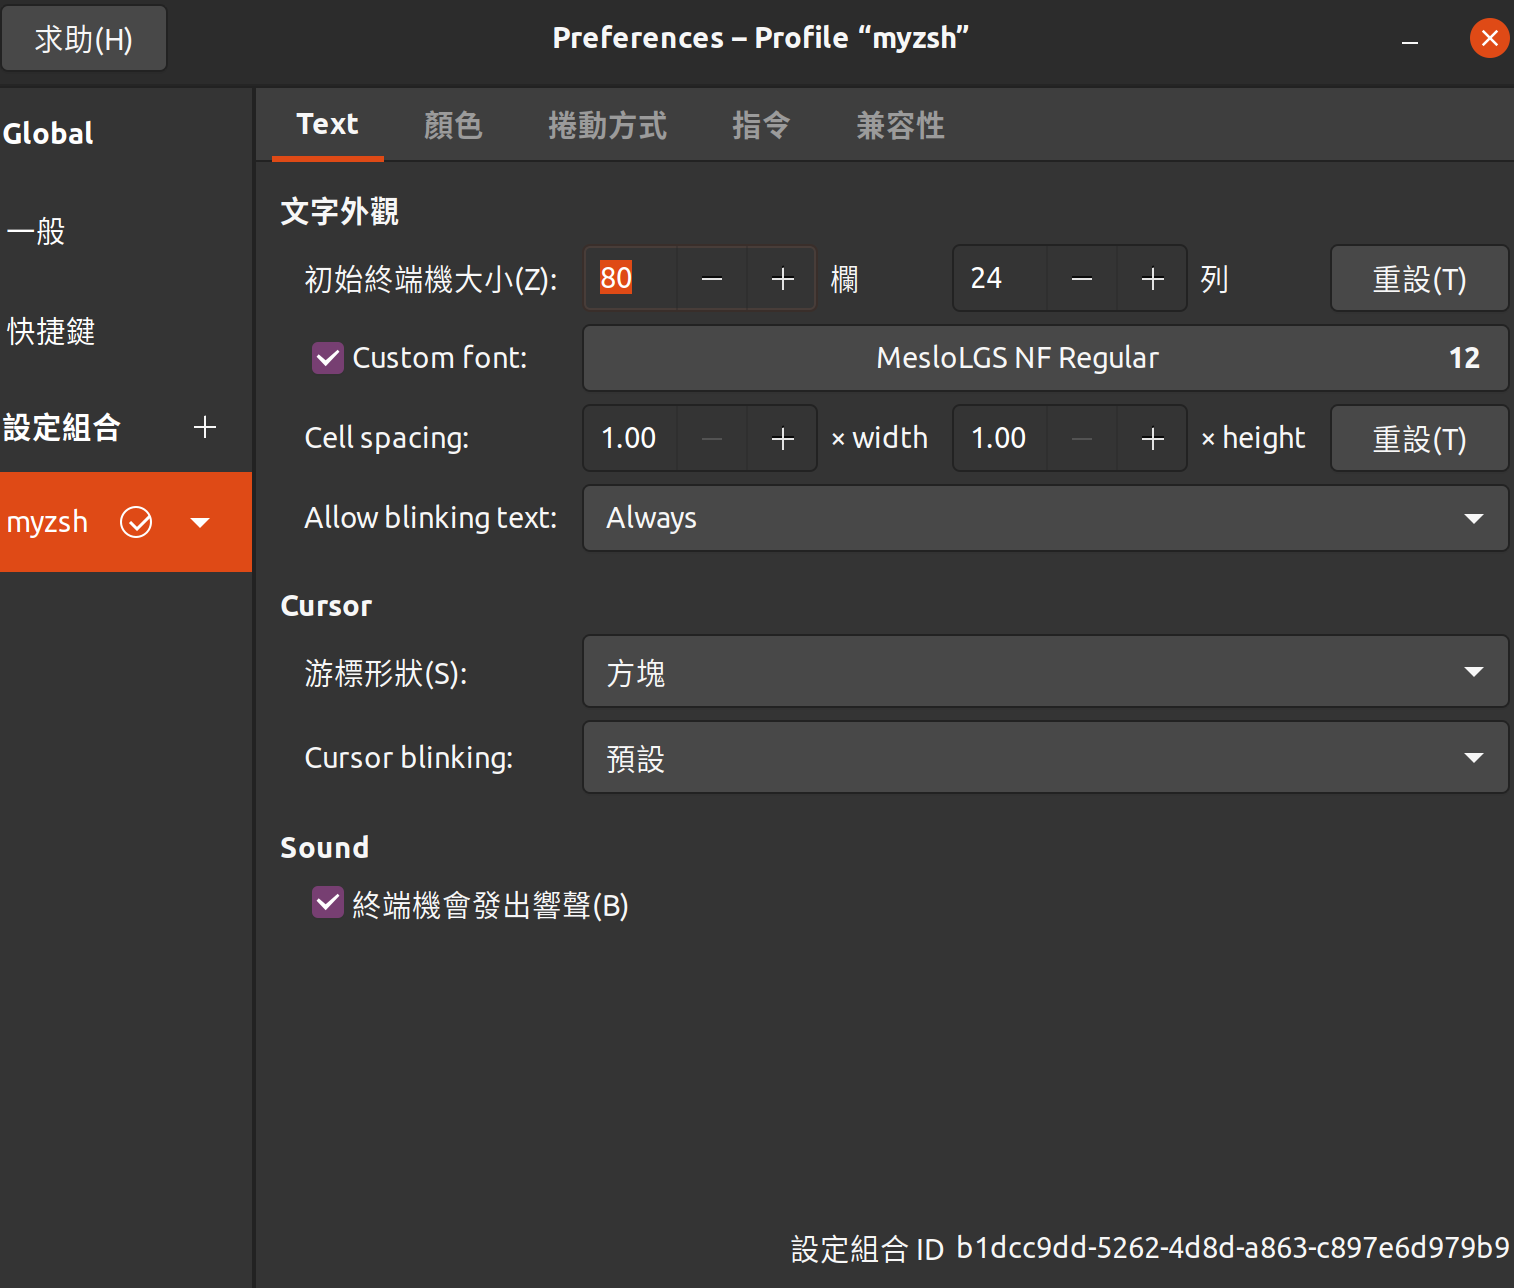 求助(H)
Preferences – Profile “myzsh”
Global
一般
快捷鍵
設定組合
myzsh
Text 顏色 捲動方式 指令 兼容性
文字外觀
初始終端機大小(Z): 80 欄 24 列 重設(T)
Custom font: MesloLGS NF Regular 12
Cell spacing: 1.00 × width 1.00 × height 重設(T)
Allow blinking text: Always
Cursor
游標形狀(S): 方塊
Cursor blinking: 預設
Sound
終端機會發出響聲(B)
設定組合 ID b1dcc9dd-5262-4d8d-a863-c897e6d979b9